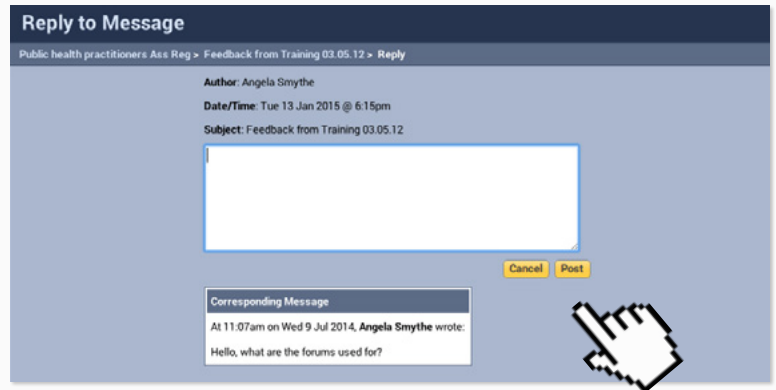 Reply to Message
Public health practitioners Ass Reg > Feedback from Training 03.05.12 > Reply
Author: Angela Smythe
Date/Time: Tue 13 Jan 2015 @ 6:15pm
Subject: Feedback from Training 03.05.12
Cancel Post
Corresponding Message
At 11:07am on Wed 9 Jul 2014, Angela Smythe wrote:
Hello, what are the forums used for?